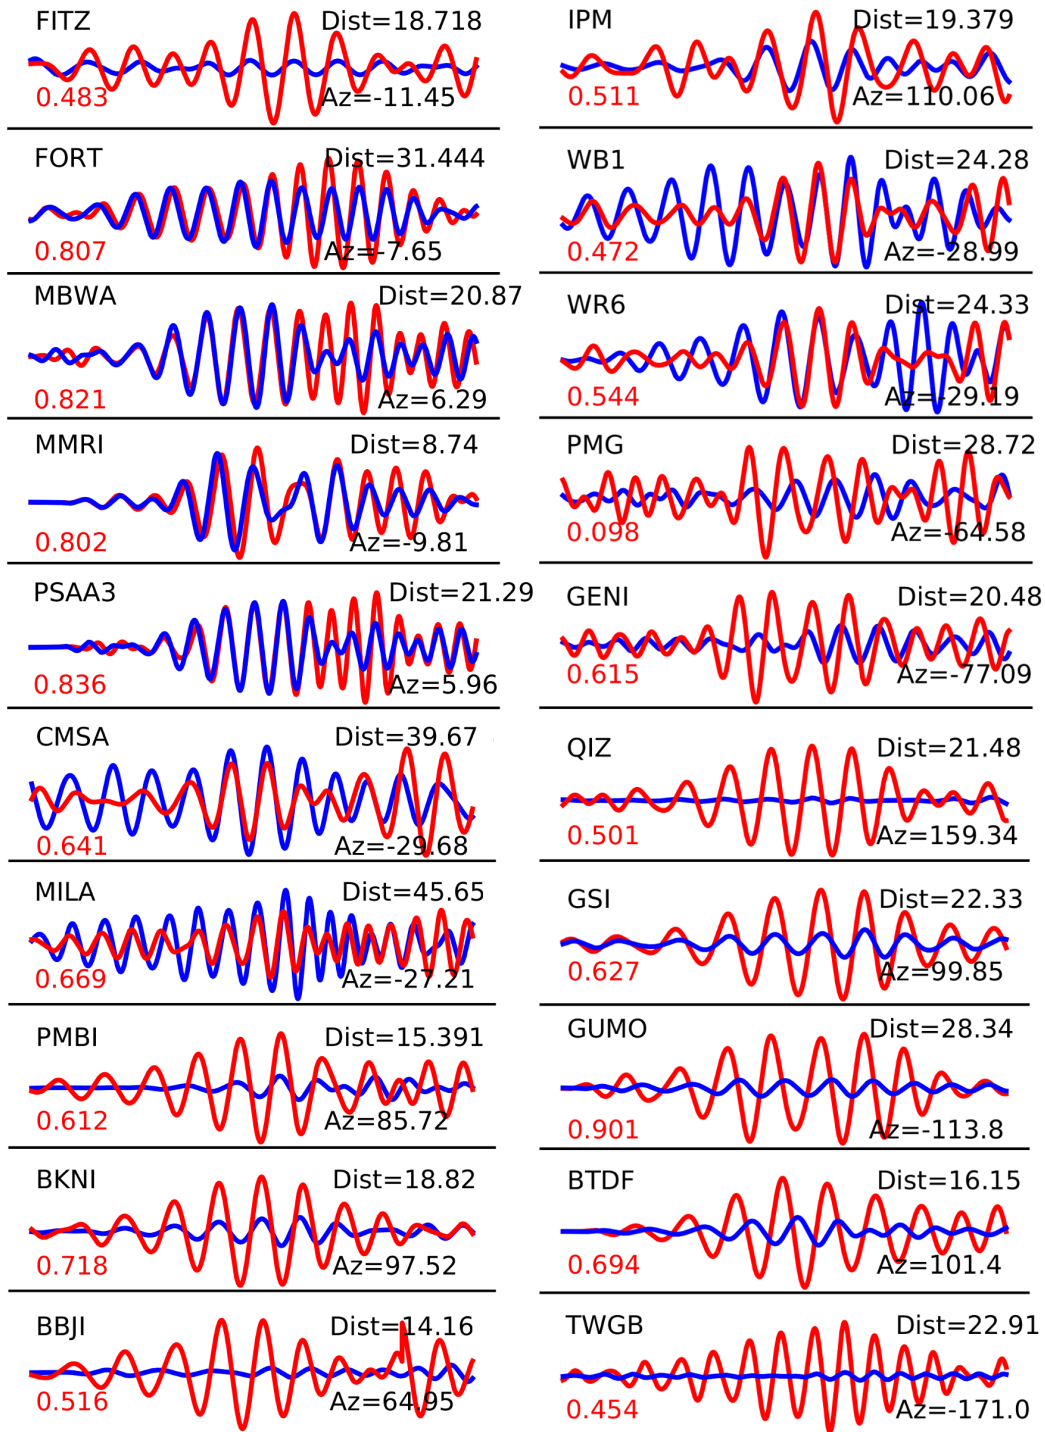 FITZ Dist=18.718
0.483 Az=-11.45
FORT Dist=31.444
0.807 Az=-7.65
MBWA Dist=20.87
0.821 Az=6.29
MMRI Dist=8.74
0.802 Az=-9.81
PSAA3 Dist=21.29
0.836 Az=5.96
CMSA Dist=39.67
0.641 Az=-29.68
MILA Dist=45.65
0.669 Az=-27.21
PMBI Dist=15.391
0.612 Az=85.72
BKNI Dist=18.82
0.718 Az=97.52
BBJI Dist=14.16
0.516 Az=64.95
IPM Dist=19.379
0.511 Az=110.06
WB1 Dist=24.28
0.472 Az=-28.99
WR6 Dist=24.33
0.544 Az=-29.19
PMG Dist=28.72
0.098 Az=-64.58
GENI Dist=20.48
0.615 Az=-77.09
QIZ Dist=21.48
0.501 Az=159.34
GSI Dist=22.33
0.627 Az=99.85
GUMO Dist=28.34
0.901 Az=-113.8
BTDF Dist=16.15
0.694 Az=101.4
TWGB Dist=22.91
0.454 Az=-171.0